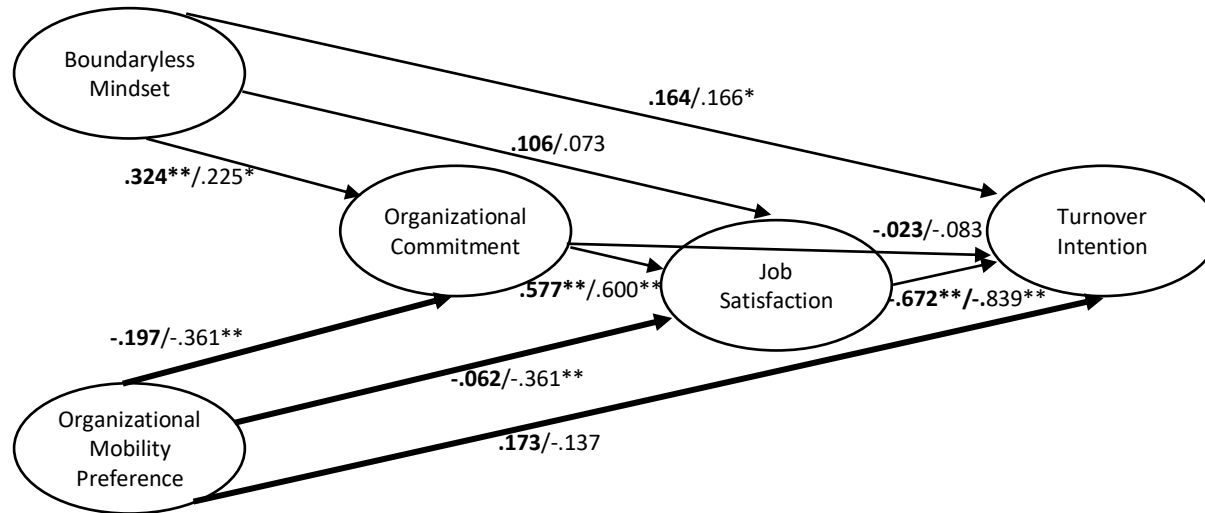 Boundaryless
Mindset
.164/.166*
.106/.073
.324**/.225*
Organizational
Commitment
-.023/-.083
Turnover
Intention
Job
Satisfaction
.577**/.600**
-.672**/-.839**
-.197/-.361**
-.062/-.361**
Organizational
Mobility
Preference
.173/-.137